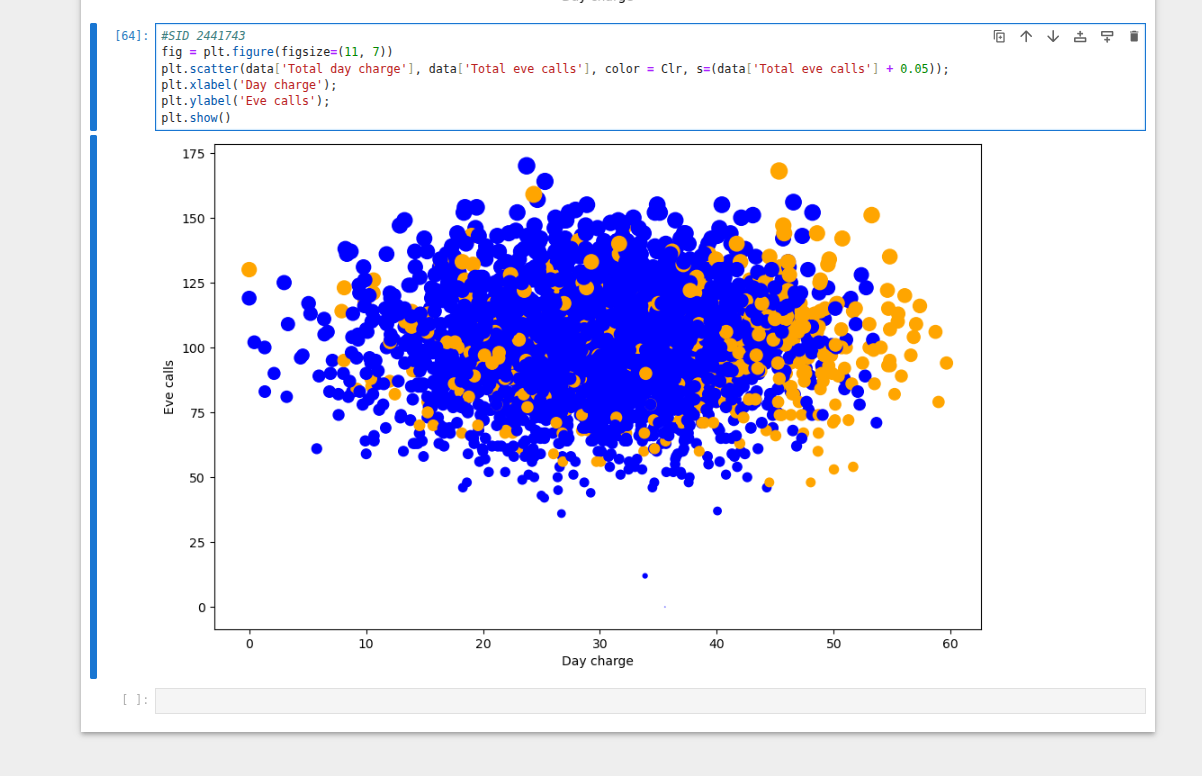 [64]: #SID 2441743
fig = plt.figure(figsize=(11, 7))
plt.scatter(data['Total day charge'], data['Total eve calls'], color = Clr, s=(data['Total eve calls'] + 0.05));
plt.xlabel('Day charge');
plt.ylabel('Eve calls');
plt.show()
175
150
125
100
75
50
25
0
Eve calls
0 10 20 30 40 50 60
Day charge
[ ]: